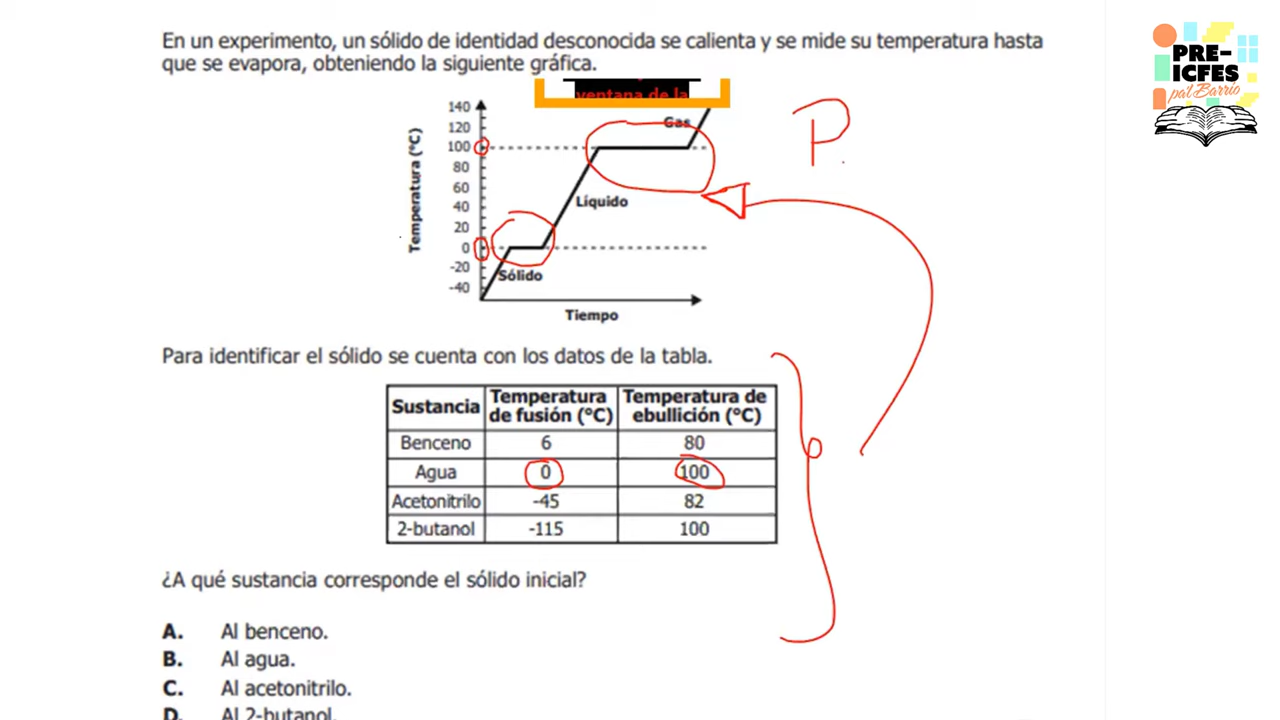 En un experimento, un sólido de identidad desconocida se calienta y se mide su temperatura hasta
que se evapora, obteniendo la siguiente gráfica.
PRE-
ICFES
pal Barrio
ventana de la
Temperatura (°C)
140
120
100
80
60
40
20
0
-20
-40
Gas
Líquido
Sólido
Tiempo
P
Para identificar el sólido se cuenta con los datos de la tabla.
Sustancia Temperatura de fusión (°C) Temperatura de ebullición (°C)
Benceno 6 80
Agua 0 100
Acetonitrilo -45 82
2-butanol -115 100
¿A qué sustancia corresponde el sólido inicial?
A. Al benceno.
B. Al agua.
C. Al acetonitrilo.
D. Al 2-butanol.